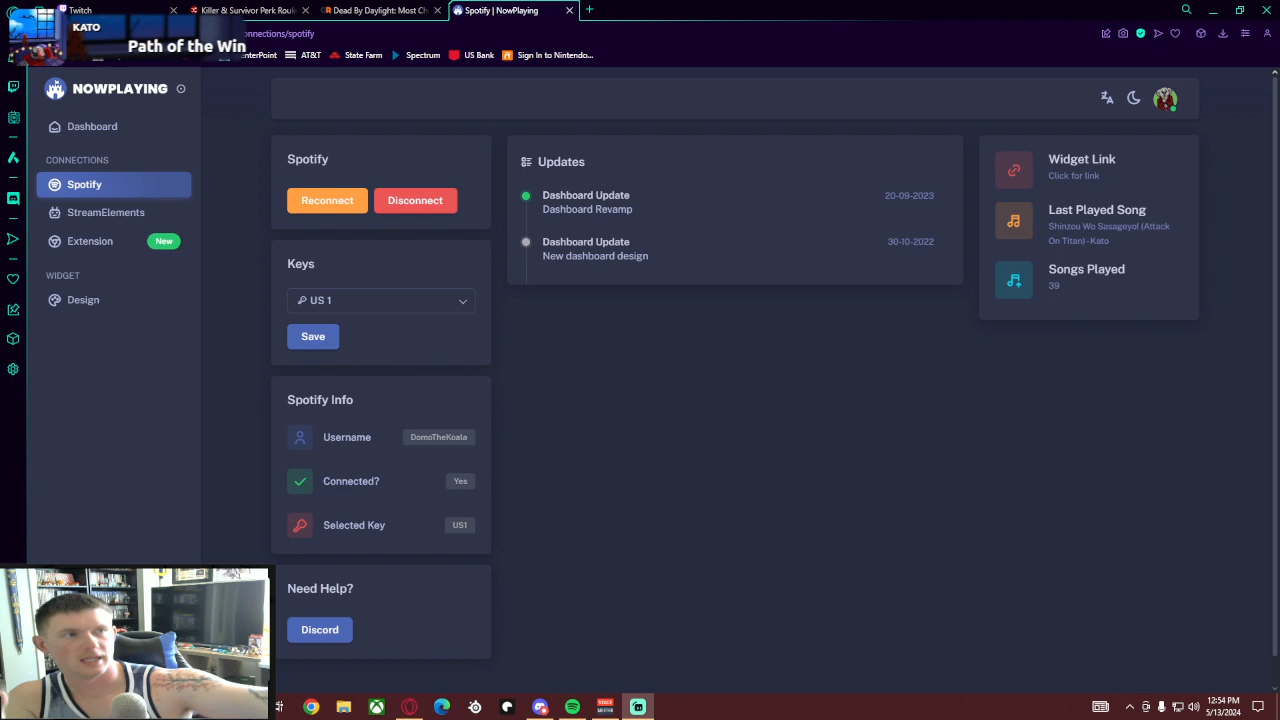 Twitch
Killer & Survivor Perk Roule
Dead By Daylight: Most Ch
Spotify | NowPlaying
KATO
Path of the Win
onnections/spotify
enterPoint
AT&T
State Farm
Spectrum
US Bank
Sign In to Nintendo...
NOWPLAYING
Dashboard
CONNECTIONS
Spotify
StreamElements
Extension
New
WIDGET
Design
Spotify
Reconnect
Disconnect
Keys
US 1
Save
Spotify Info
Username
DomoTheKoala
Connected?
Yes
Selected Key
US1
Need Help?
Discord
Updates
Dashboard Update
20-09-2023
Dashboard Revamp
Dashboard Update
30-10-2022
New dashboard design
Widget Link
Click for link
Last Played Song
Shinzou Wo Sasageyo! (Attack
On Titan) -Kato
Songs Played
39
VOICE
MEETER
12:54 PM
5/13/2024